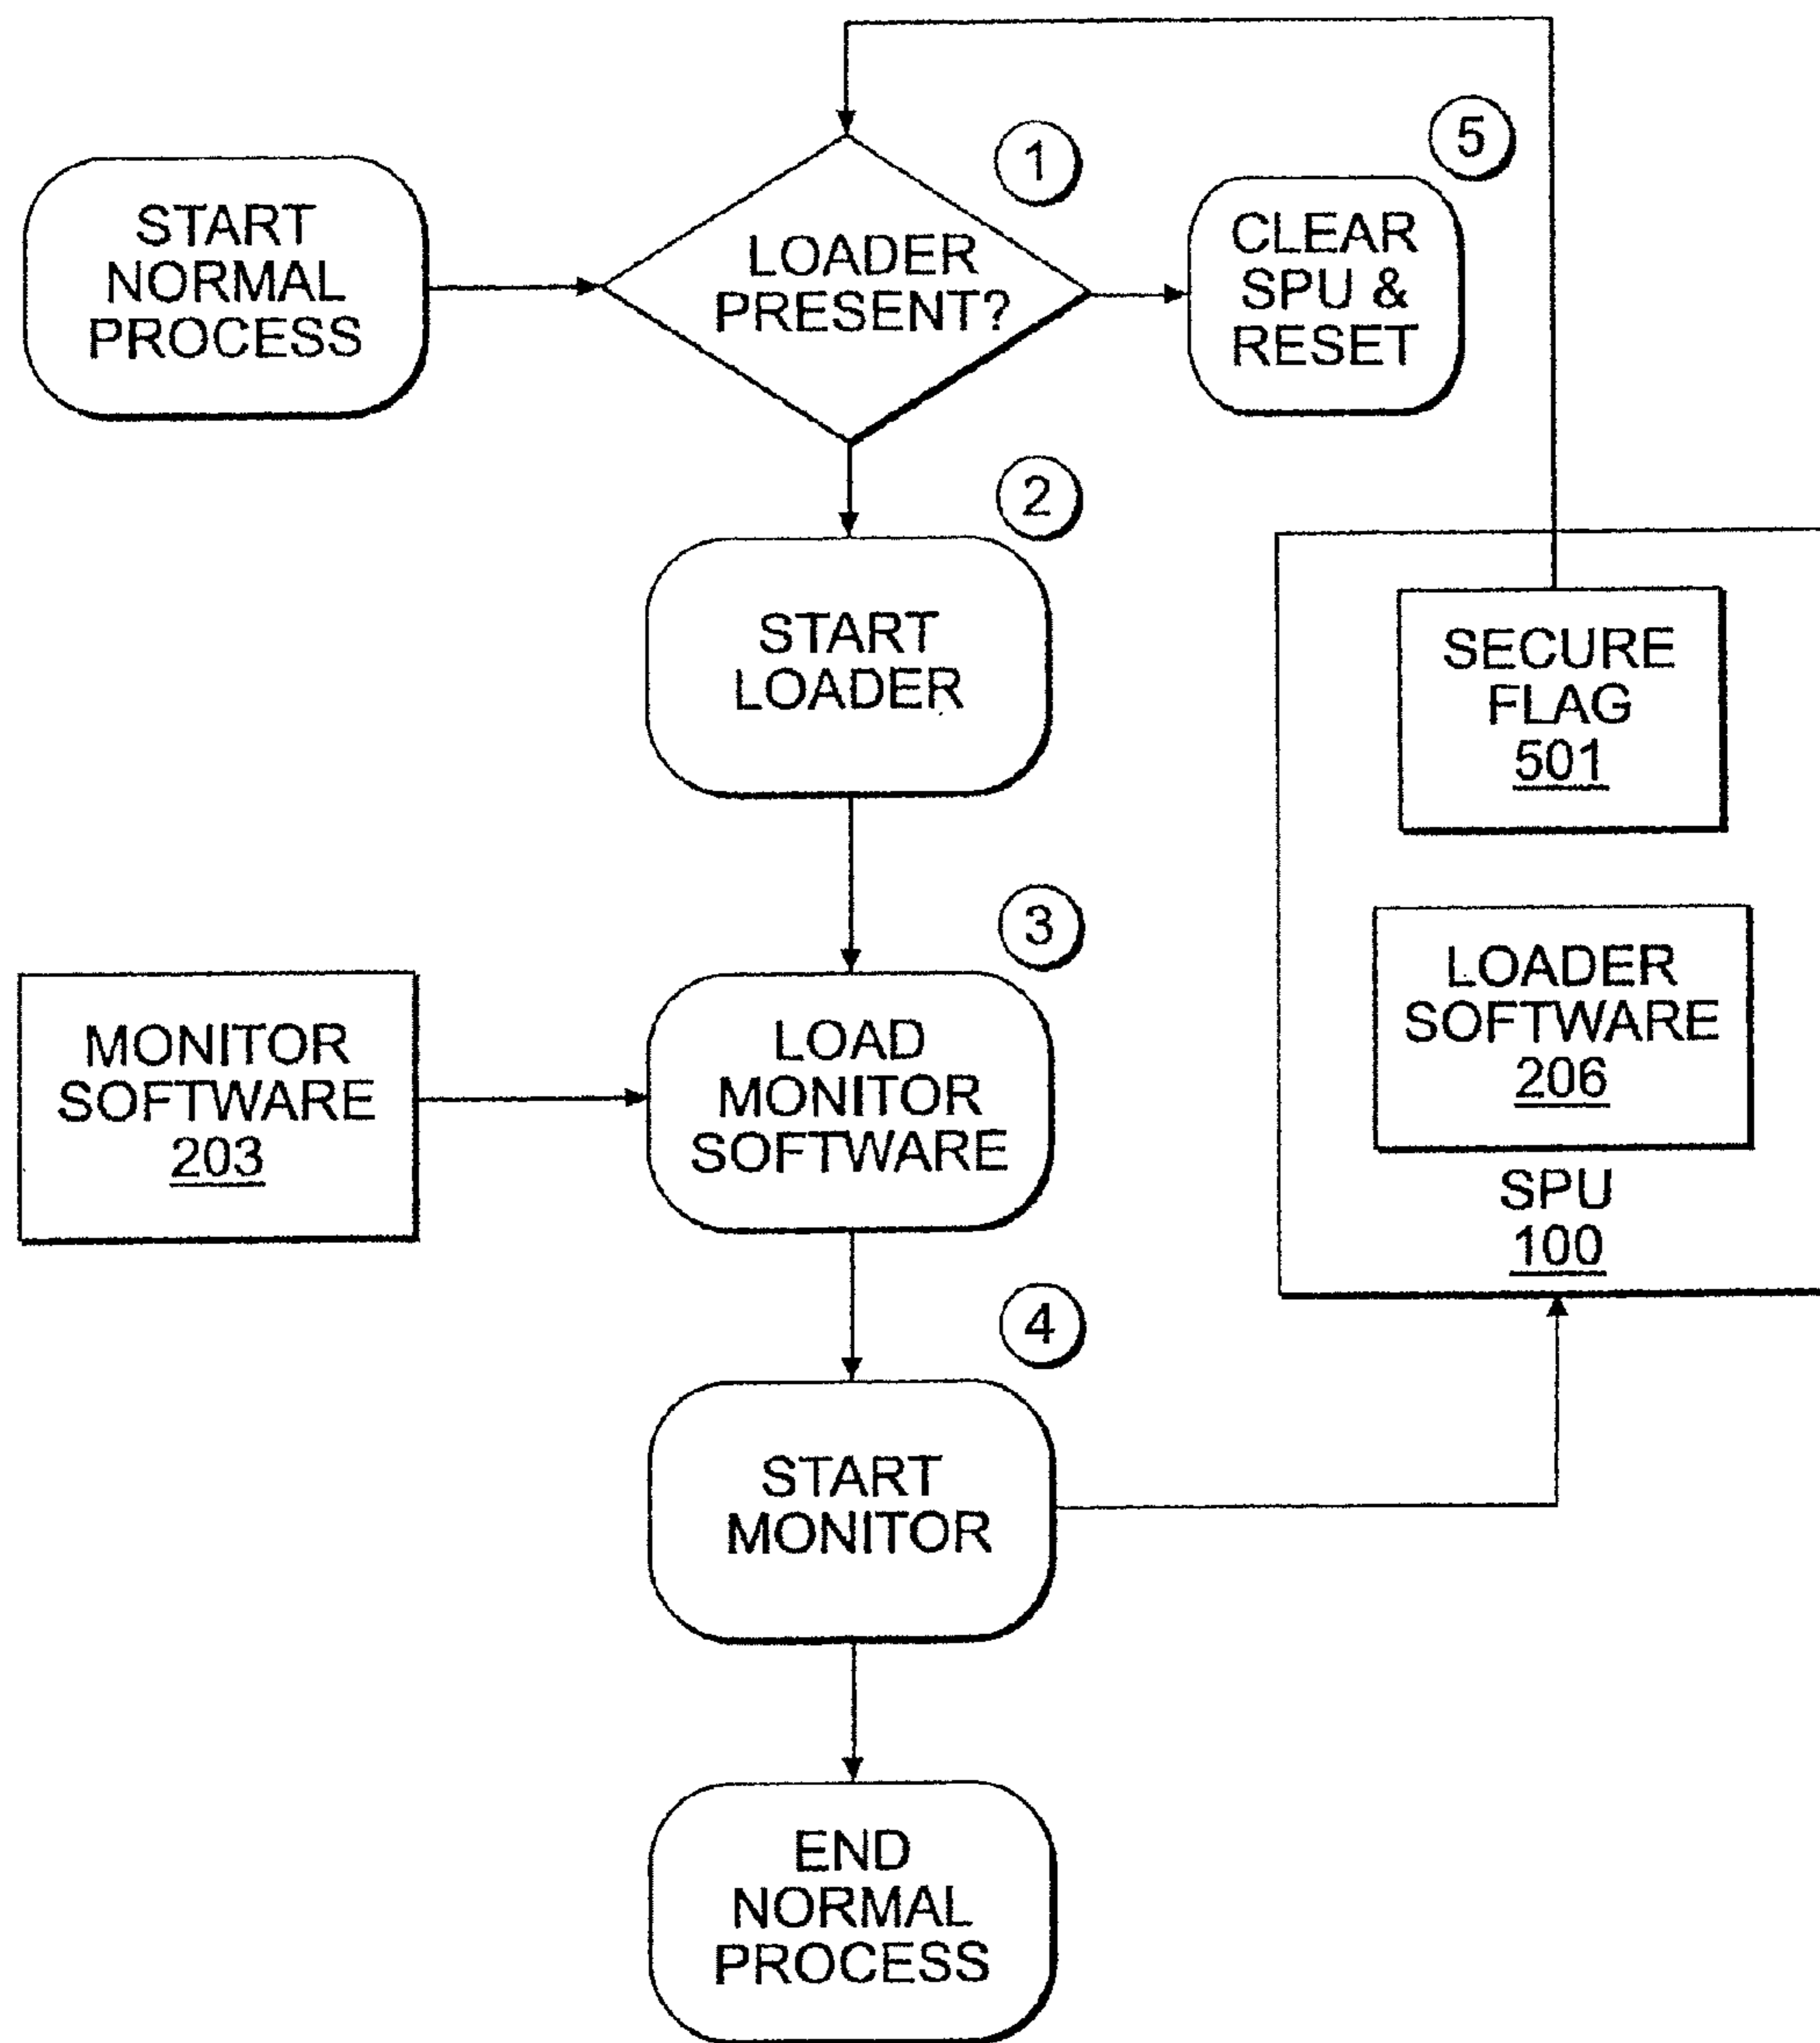 START
NORMAL
PROCESS
1
LOADER
PRESENT?
5
CLEAR
SPU &
RESET
2
START
LOADER
SECURE
FLAG
501
3
MONITOR
SOFTWARE
203
LOAD
MONITOR
SOFTWARE
LOADER
SOFTWARE
206
SPU
100
4
START
MONITOR
END
NORMAL
PROCESS